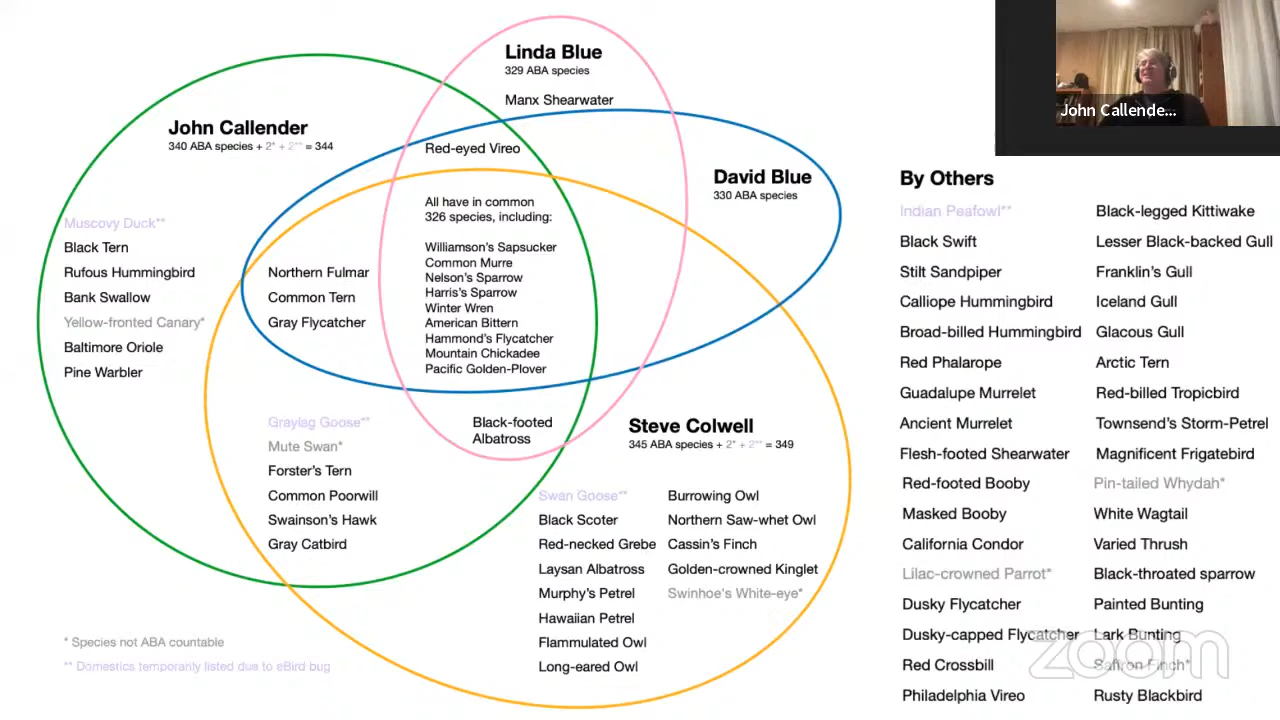 Linda Blue
329 ABA species
Manx Shearwater
John Callende...
John Callender
340 ABA species + 2* + 2** = 344
Red-eyed Vireo
David Blue
330 ABA species
All have in common
326 species, including:
Williamson's Sapsucker
Common Murre
Nelson's Sparrow
Harris's Sparrow
Winter Wren
American Bittern
Hammond's Flycatcher
Mountain Chickadee
Pacific Golden-Plover
Muscovy Duck**
Black Tern
Rufous Hummingbird
Bank Swallow
Yellow-fronted Canary*
Baltimore Oriole
Pine Warbler
Northern Fulmar
Common Tern
Gray Flycatcher
Black-footed
Albatross
Steve Colwell
345 ABA species + 2* + 2** = 349
Graylag Goose**
Mute Swan*
Forster's Tern
Common Poorwill
Swainson's Hawk
Gray Catbird
Swan Goose**
Black Scoter
Red-necked Grebe
Laysan Albatross
Murphy's Petrel
Hawaiian Petrel
Flammulated Owl
Long-eared Owl
Burrowing Owl
Northern Saw-whet Owl
Cassin's Finch
Golden-crowned Kinglet
Swinhoe's White-eye*
* Species not ABA countable
** Domestics temporarily listed due to eBird bug
By Others
Indian Peafowl**
Black Swift
Stilt Sandpiper
Calliope Hummingbird
Broad-billed Hummingbird
Red Phalarope
Guadalupe Murrelet
Ancient Murrelet
Flesh-footed Shearwater
Red-footed Booby
Masked Booby
California Condor
Lilac-crowned Parrot*
Dusky Flycatcher
Dusky-capped Flycatcher
Red Crossbill
Philadelphia Vireo
Black-legged Kittiwake
Lesser Black-backed Gull
Franklin's Gull
Iceland Gull
Glacous Gull
Arctic Tern
Red-billed Tropicbird
Townsend's Storm-Petrel
Magnificent Frigatebird
Pin-tailed Whydah*
White Wagtail
Varied Thrush
Black-throated sparrow
Painted Bunting
Lark Bunting
Saffron Finch*
Rusty Blackbird
zoom